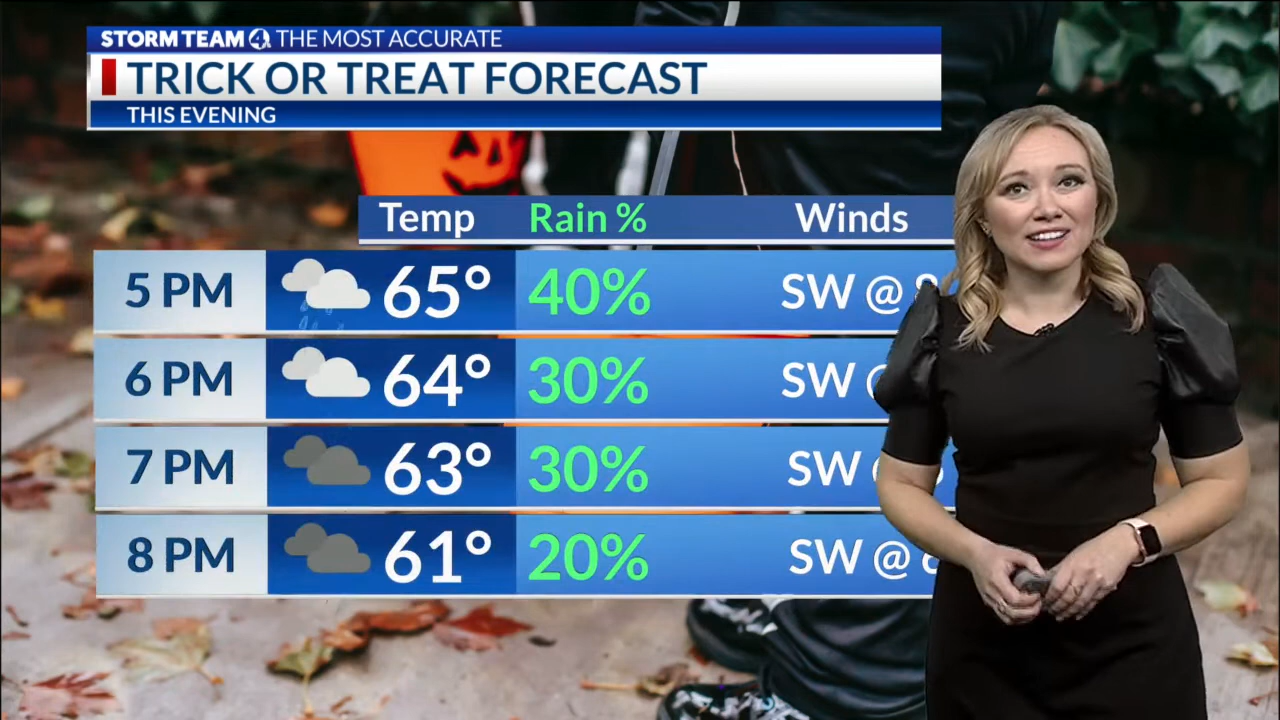 STORM TEAM 4 THE MOST ACCURATE
TRICK OR TREAT FORECAST
THIS EVENING
Temp Rain % Winds
5 PM 65° 40% SW @
6 PM 64° 30% SW
7 PM 63° 30% SW
8 PM 61° 20% SW @